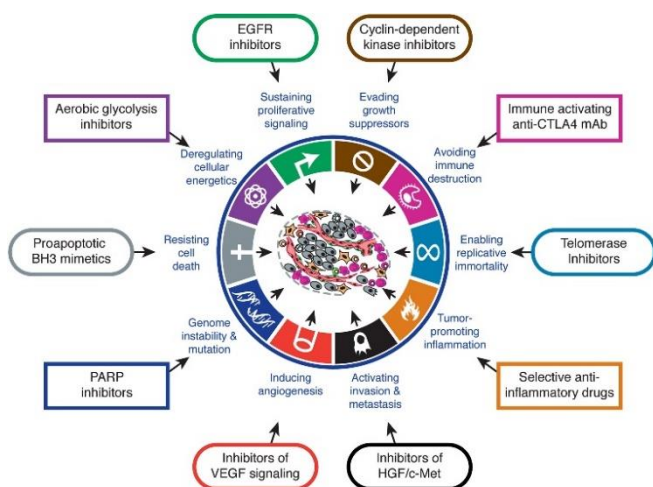 EGFR
inhibitors
Cyclin-dependent
kinase inhibitors
Sustaining
proliferative
signaling
Evading
growth
suppressors
Aerobic glycolysis
inhibitors
Immune activating
anti-CTLA4 mAb
Deregulating
cellular
energetics
Avoiding
immune
destruction
Proapoptotic
BH3 mimetics
Resisting
cell
death
Enabling
replicative
immortality
Telomerase
Inhibitors
Genome
instability &
mutation
Tumor-
promoting
inflammation
PARP
inhibitors
Inducing
angiogenesis
Activating
invasion &
metastasis
Selective anti-
inflammatory drugs
Inhibitors of
VEGF signaling
Inhibitors of
HGF/c-Met